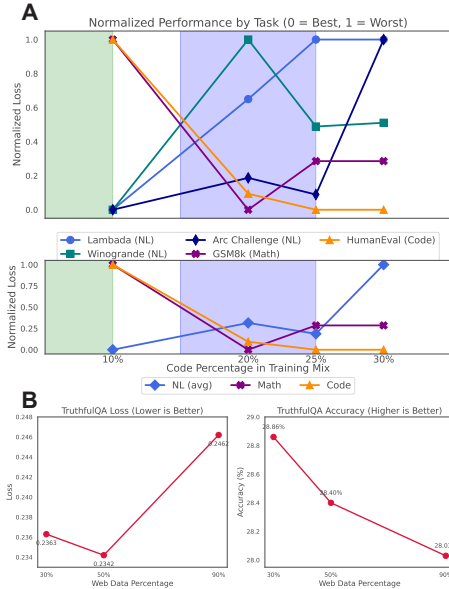 A
Normalized Performance by Task (0 = Best, 1 = Worst)
Normalized Loss
1.0
0.8
0.6
0.4
0.2
0.0
Lambada (NL)
Winogrande (NL)
Arc Challenge (NL)
GSM8k (Math)
HumanEval (Code)
Normalized Loss
1.00
0.75
0.50
0.25
0.00
10%
20%
25%
30%
Code Percentage in Training Mix
NL (avg)
Math
Code
B
TruthfulQA Loss (Lower is Better)
Loss
0.248
0.246
0.244
0.242
0.240
0.238
0.236
0.234
0.2363
0.2342
0.2462
30%
50%
90%
Web Data Percentage
TruthfulQA Accuracy (Higher is Better)
Accuracy (%)
29.0
28.8
28.6
28.4
28.2
28.0
28.86%
28.40%
30%
50%
90%
Web Data Percentage